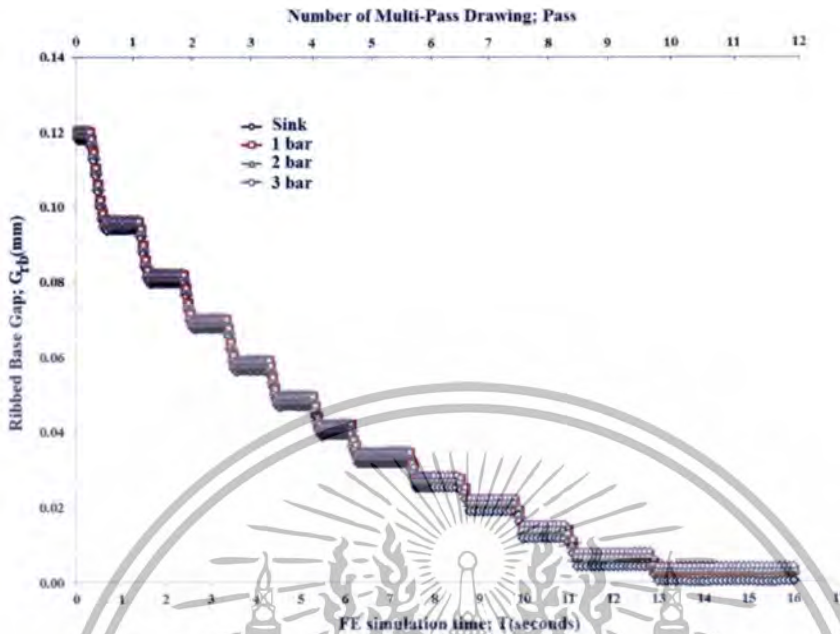 Number of Multi-Pass Drawing; Pass
0 1 2 3 4 5 6 7 8 9 10 11 12
0.14
0.12
0.10
0.08
0.06
0.04
0.02
0.00
Ribbed Base Gap; Grb(mm)
Sink
1 bar
2 bar
3 bar
0 1 2 3 4 5 6 7 8 9 10 11 12 13 14 15 16
FE simulation time; T(seconds)